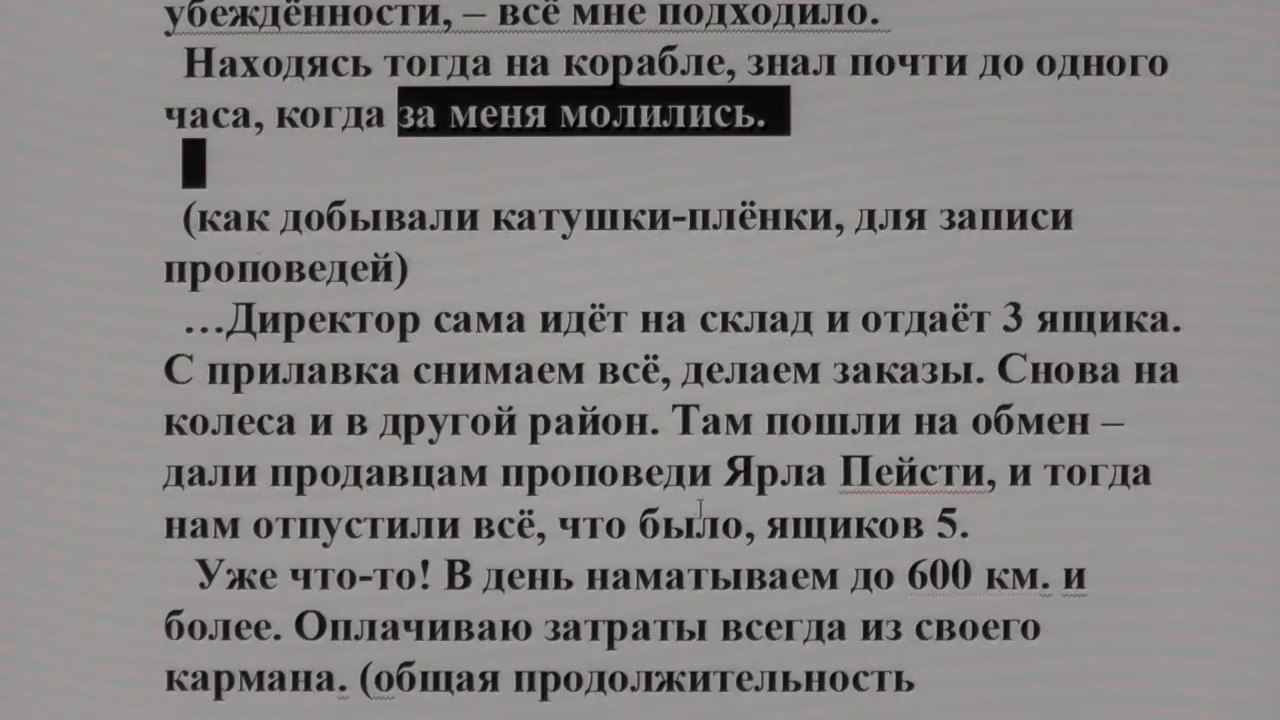 убеждённости, – всё мне подходило.
Находясь тогда на корабле, знал почти до одного
часа, когда за меня молились.
(как добывали катушки-плёнки, для записи
проповедей)
…Директор сама идёт на склад и отдаёт 3 ящика.
С прилавка снимаем всё, делаем заказы. Снова на
колеса и в другой район. Там пошли на обмен –
дали продавцам проповеди Ярла Пейсти, и тогда
нам отпустили всё, что было, ящиков 5.
Уже что-то! В день наматываем до 600 км. и
более. Оплачиваю затраты всегда из своего
кармана. (общая продолжительность